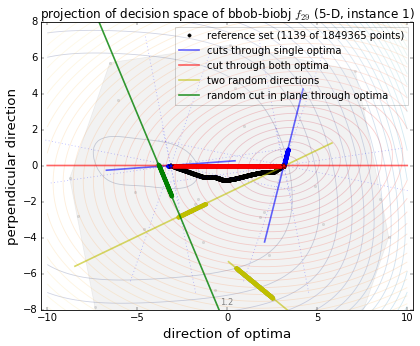 projection of decision space of bbob-biobj f29 (5-D, instance 1)
reference set (1139 of 1849365 points)
cuts through single optima
cut through both optima
two random directions
random cut in plane through optima
perpendicular direction
8
6
4
2
0
−2
−4
−6
−8
1.2
−10
−5
0
5
10
direction of optima